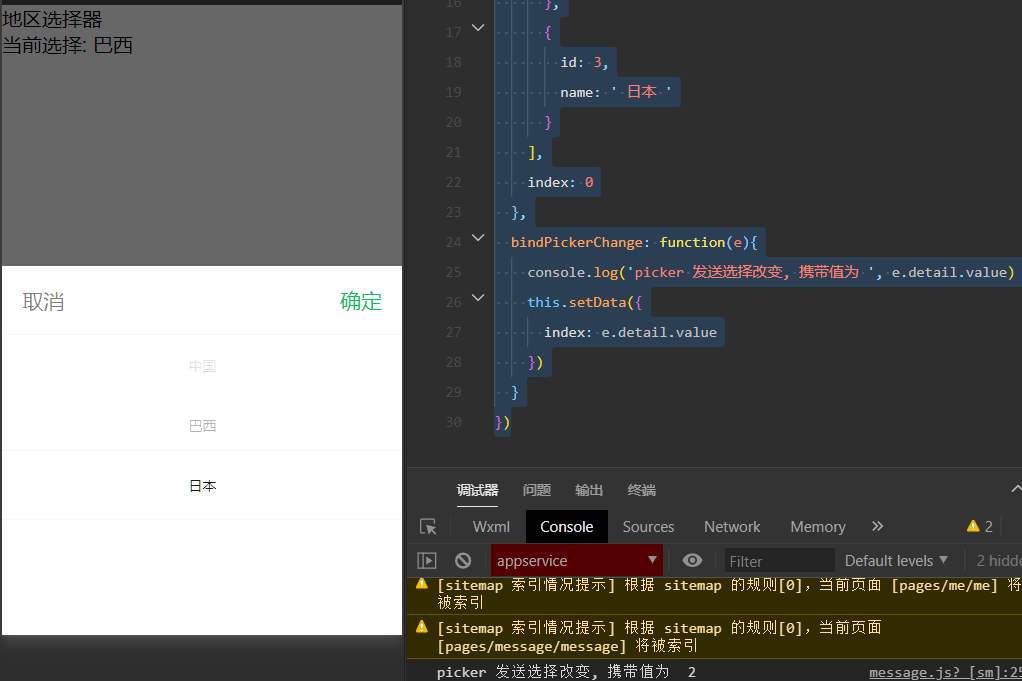 地区选择器
当前选择: 巴西
取消
确定
中国
巴西
日本
16 },
17 {
18 id: 3,
19 name: ' 日本 '
20 }
21 ],
22 index: 0
23 },
24 bindPickerChange: function(e){
25 console.log('picker 发送选择改变, 携带值为 ', e.detail.value)
26 this.setData({
27 index: e.detail.value
28 })
29 }
30 })
调试器 问题 输出 终端
Wxml Console Sources Network Memory » 2
appservice Filter Default levels 2 hidde
[sitemap 索引情况提示] 根据 sitemap 的规则[0], 当前页面 [pages/me/me] 将
被索引
[sitemap 索引情况提示] 根据 sitemap 的规则[0], 当前页面
[pages/message/message] 将被索引
picker 发送选择改变, 携带值为 2 message.js? [sm]:25